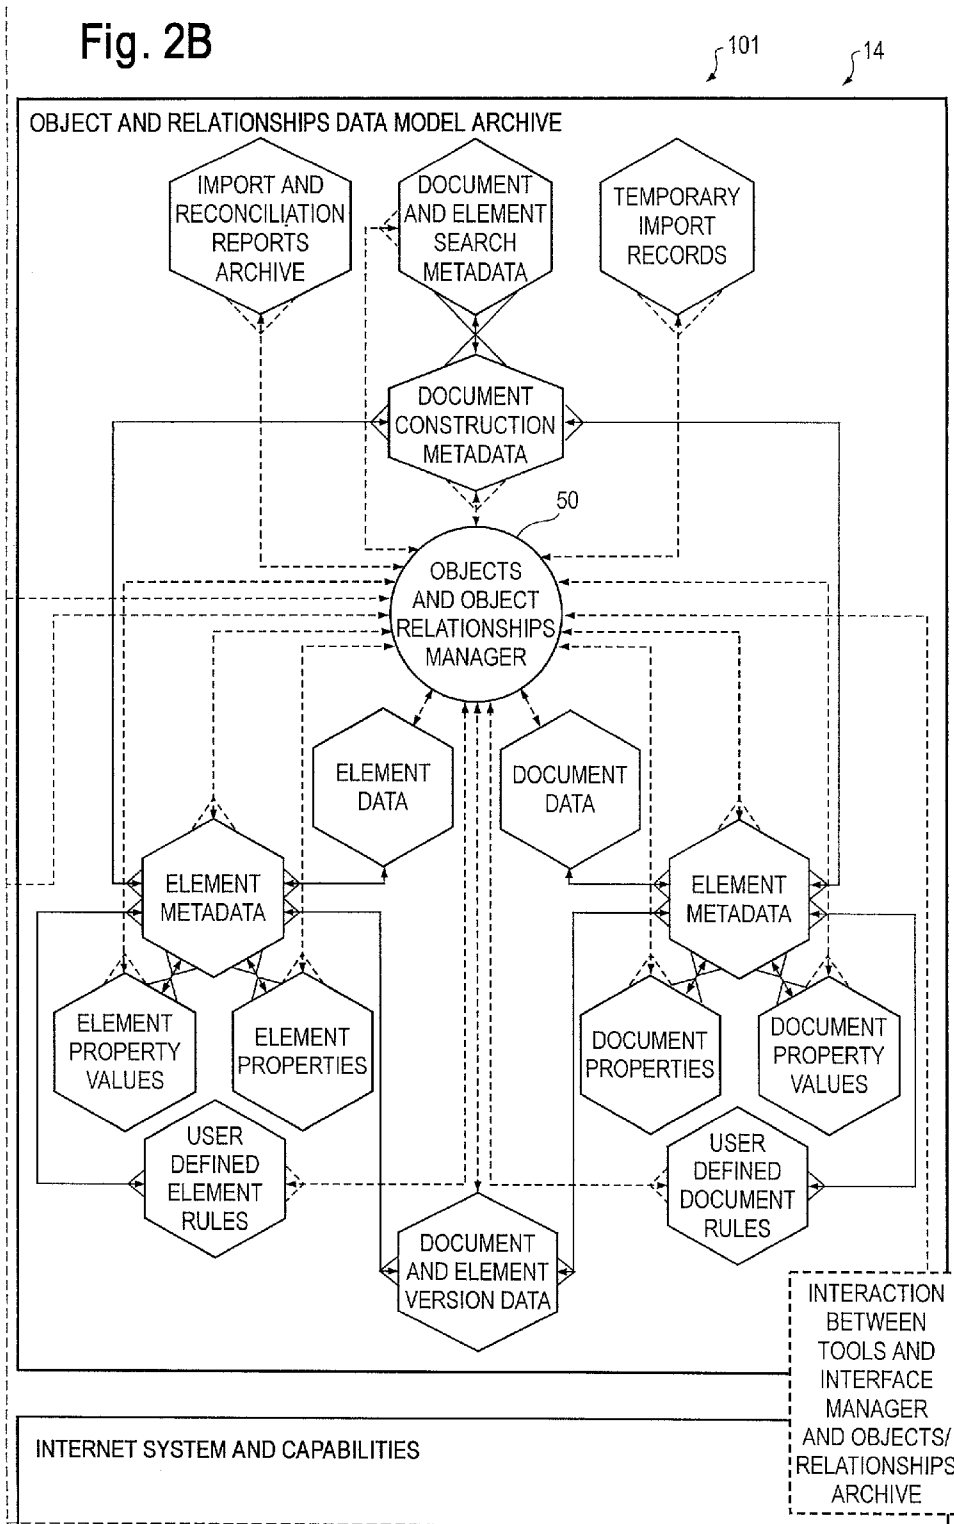 Fig. 2B
101
14
OBJECT AND RELATIONSHIPS DATA MODEL ARCHIVE
IMPORT AND
RECONCILIATION
REPORTS
ARCHIVE
DOCUMENT
AND ELEMENT
SEARCH
METADATA
TEMPORARY
IMPORT
RECORDS
DOCUMENT
CONSTRUCTION
METADATA
50
OBJECTS
AND OBJECT
RELATIONSHIPS
MANAGER
ELEMENT
DATA
DOCUMENT
DATA
ELEMENT
METADATA
ELEMENT
METADATA
ELEMENT
PROPERTY
VALUES
ELEMENT
PROPERTIES
DOCUMENT
PROPERTIES
DOCUMENT
PROPERTY
VALUES
USER
DEFINED
ELEMENT
RULES
USER
DEFINED
DOCUMENT
RULES
DOCUMENT
AND ELEMENT
VERSION DATA
INTERACTION
BETWEEN
TOOLS AND
INTERFACE
MANAGER
AND OBJECTS/
RELATIONSHIPS
ARCHIVE
INTERNET SYSTEM AND CAPABILITIES